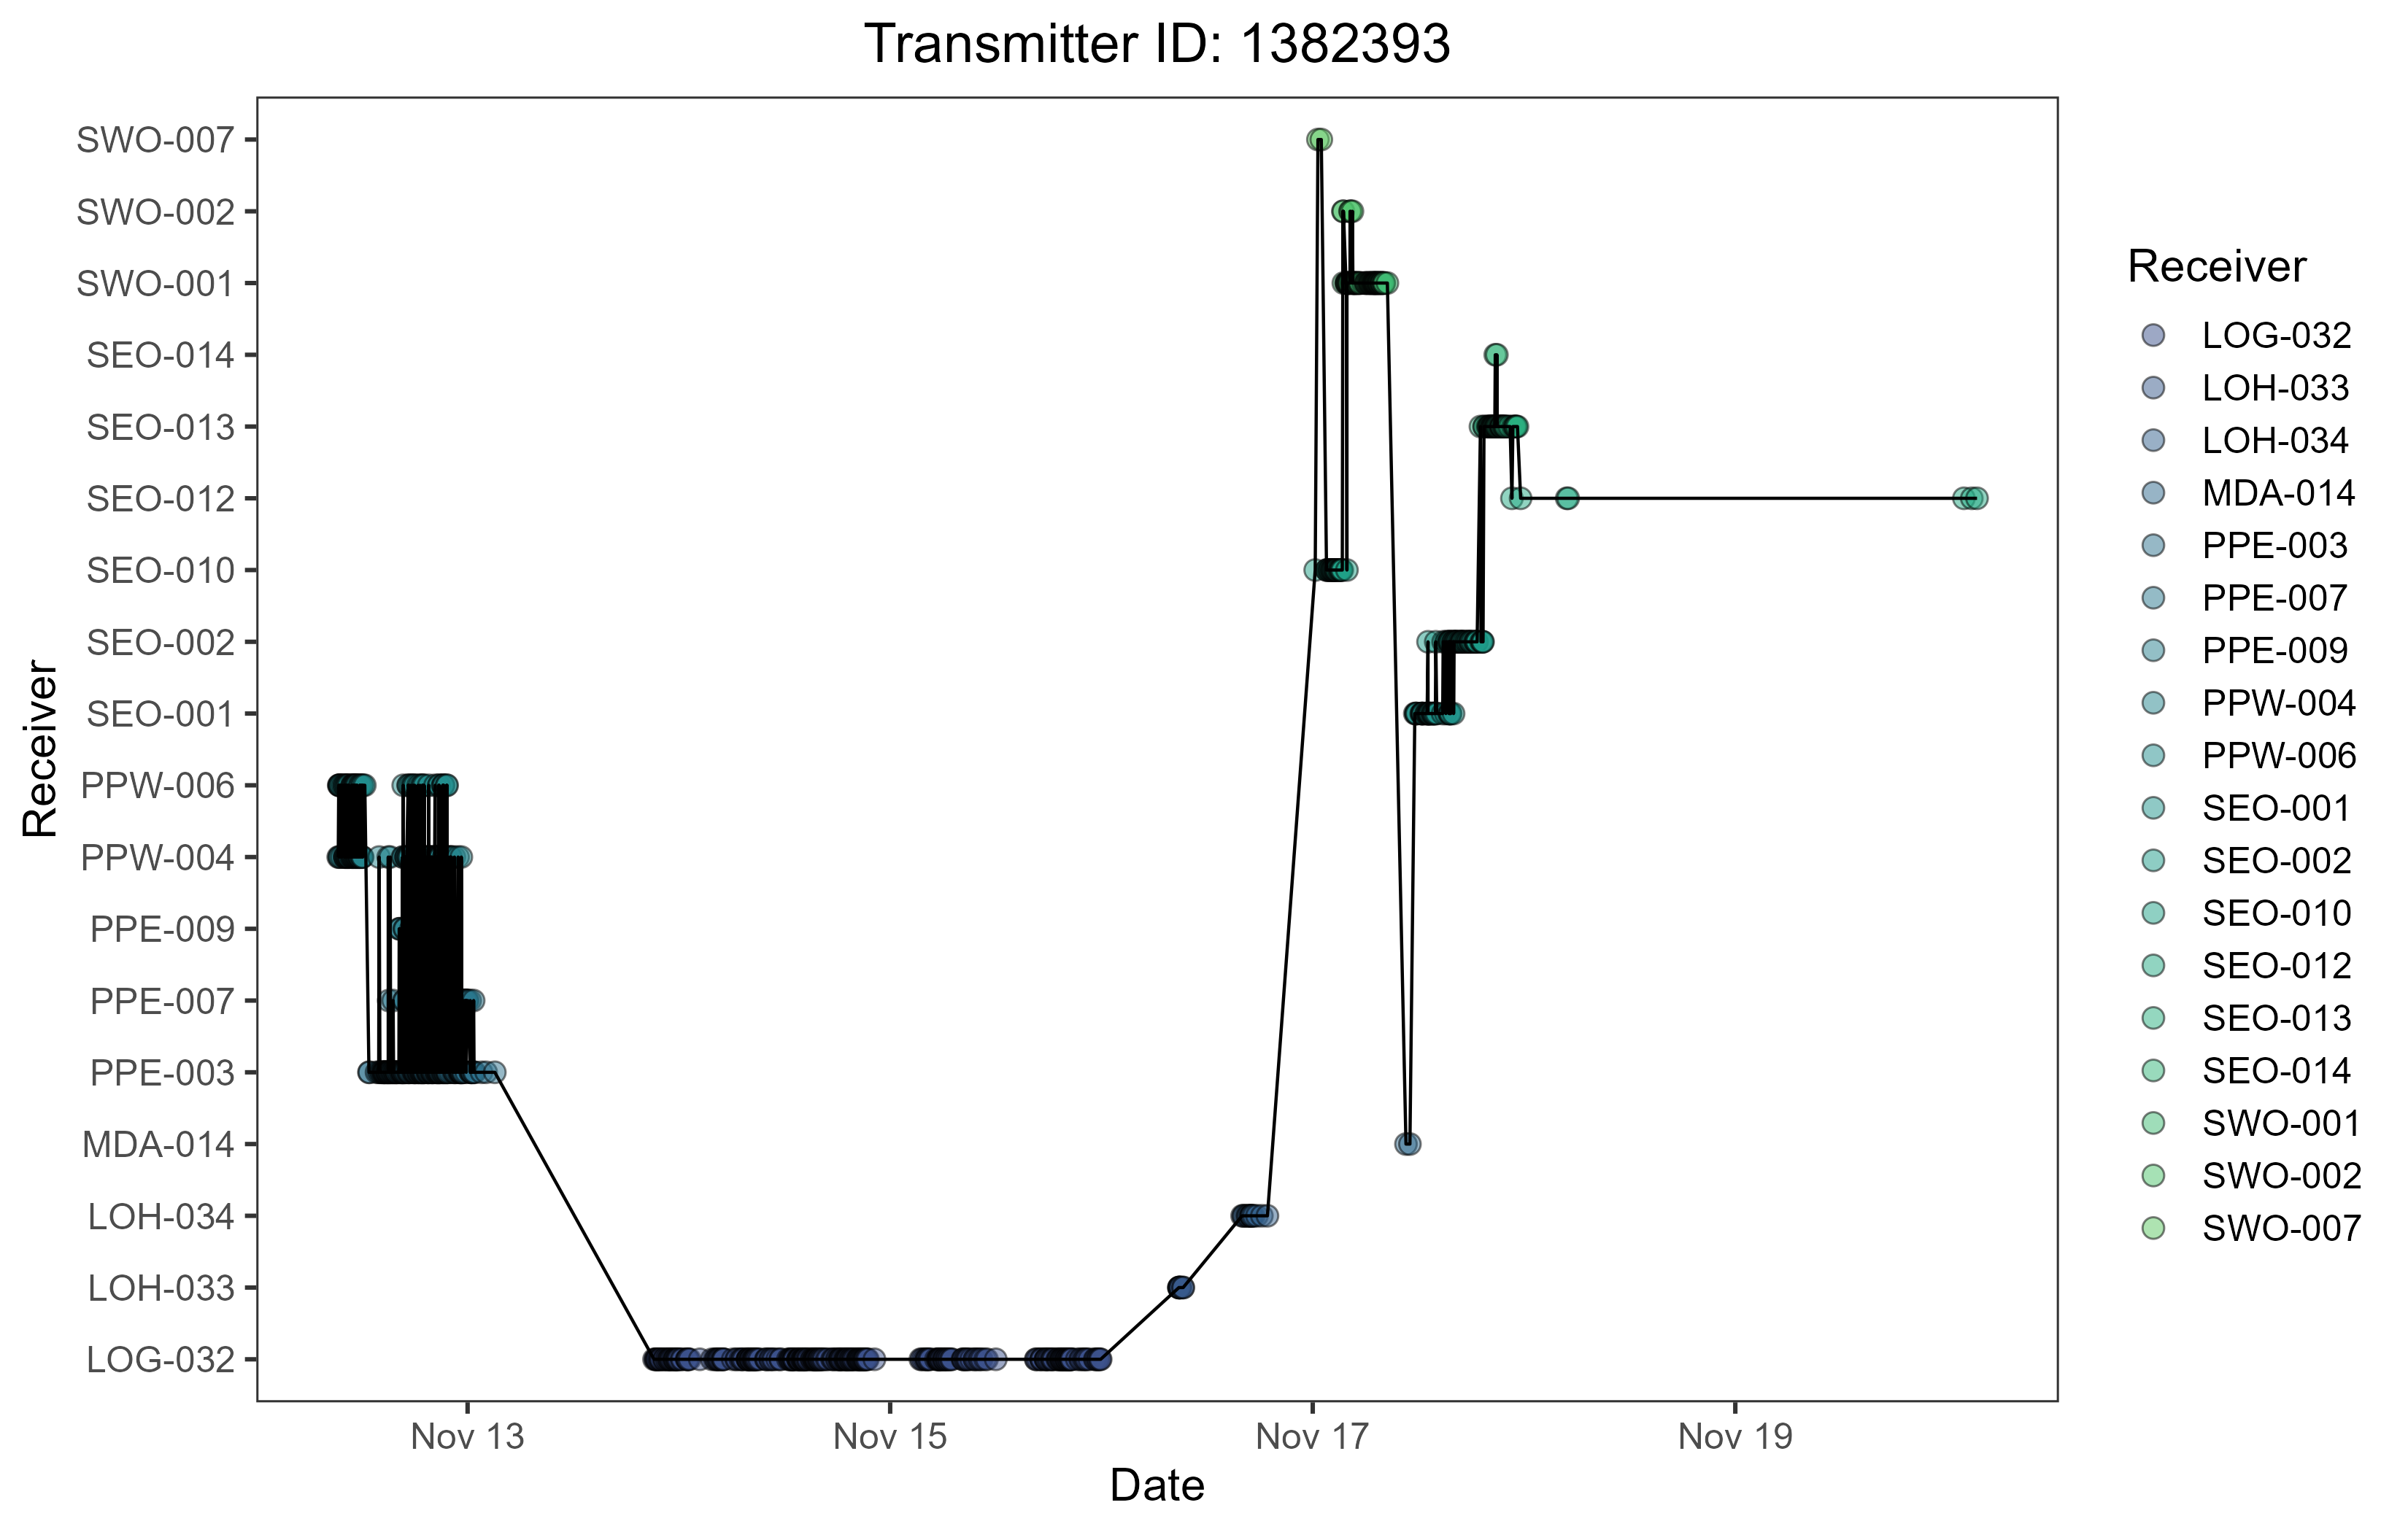 Transmitter ID: 1382393
SWO-007
SWO-002
SWO-001
SEO-014
SEO-013
SEO-012
SEO-010
SEO-002
SEO-001
PPW-006
PPW-004
PPE-009
PPE-007
PPE-003
MDA-014
LOH-034
LOH-033
LOG-032
Receiver
Nov 13
Nov 15
Nov 17
Nov 19
Date
Receiver
LOG-032
LOH-033
LOH-034
MDA-014
PPE-003
PPE-007
PPE-009
PPW-004
PPW-006
SEO-001
SEO-002
SEO-010
SEO-012
SEO-013
SEO-014
SWO-001
SWO-002
SWO-007